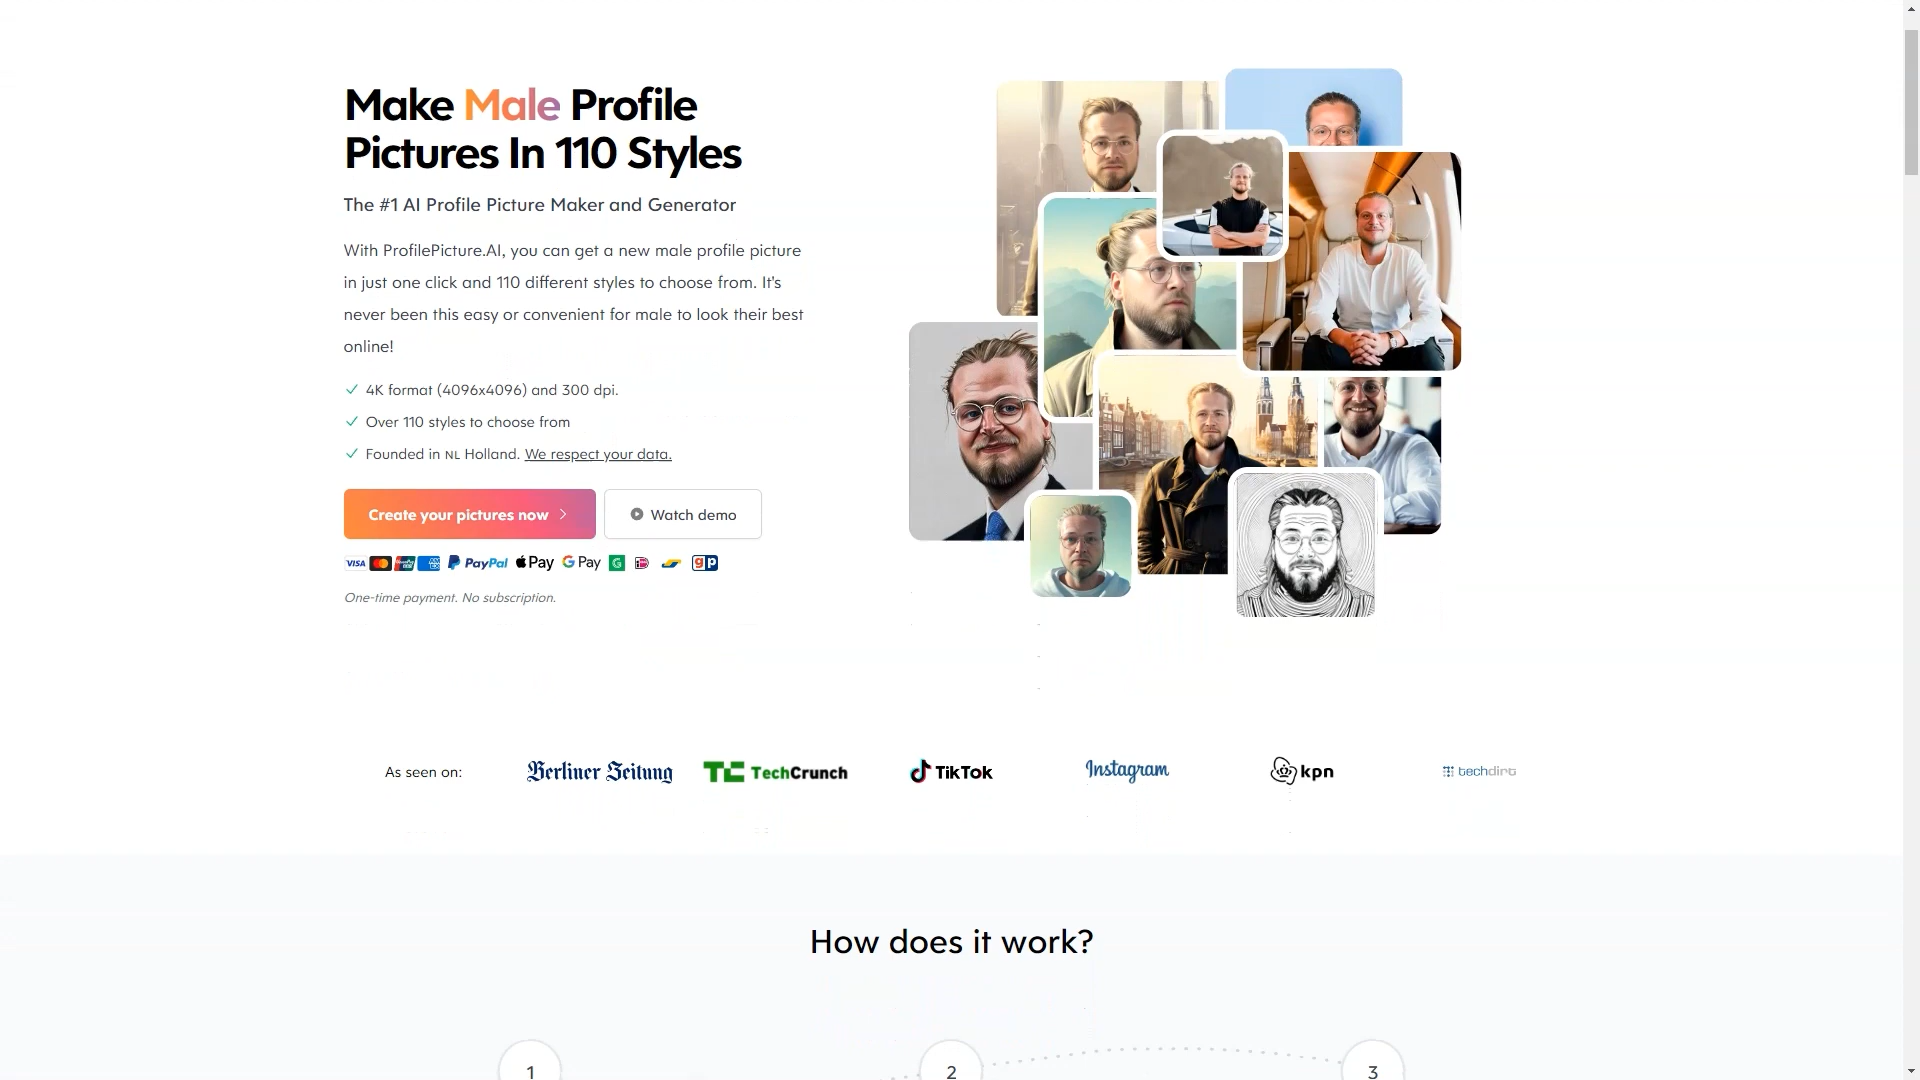 Make Male Profile
Pictures In 110 Styles
The #1 AI Profile Picture Maker and Generator
With ProfilePicture.AI, you can get a new male profile picture
in just one click and 110 different styles to choose from. It's
never been this easy or convenient for male to look their best
online!
4K format (4096x4096) and 300 dpi.
Over 110 styles to choose from
Founded in NL Holland. We respect your data.
Create your pictures now
Watch demo
VISA PayPal Pay G Pay G gp
One-time payment. No subscription.
As seen on: Berliner Zeitung TC TechCrunch TikTok Instagram kpn techdirt
How does it work?
1 2 3